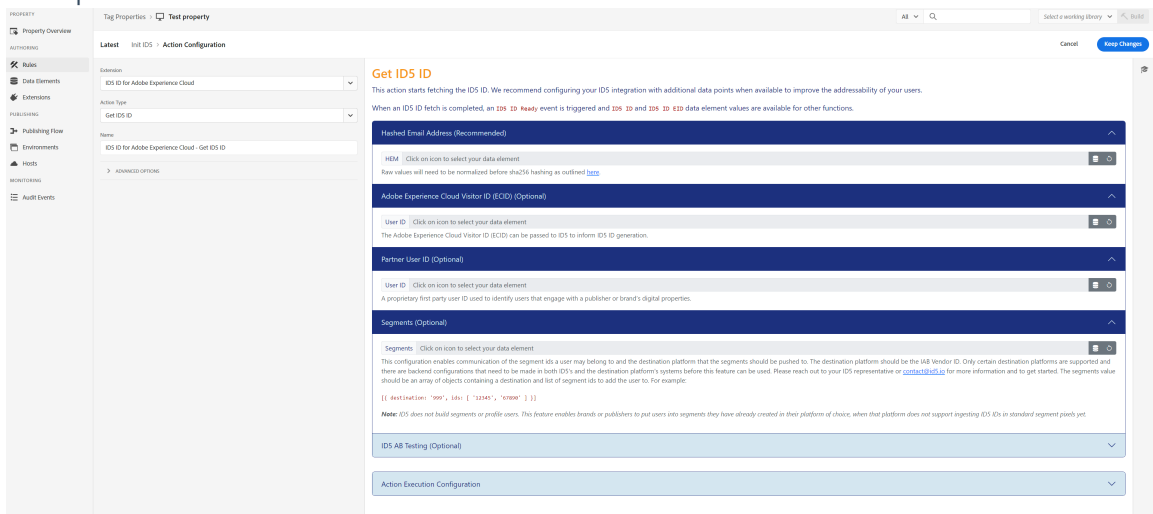 PROPERTY
Tag Properties > Test property
All
Select a working library
Build
Property Overview
AUTHORING
Latest Init ID5 > Action Configuration
Cancel
Keep Changes
Rules
Data Elements
Extensions
PUBLISHING
Publishing Flow
Environments
Hosts
MONITORING
Audit Events
Extension
ID5 ID for Adobe Experience Cloud
Action Type
Get ID5 ID
Name
ID5 ID for Adobe Experience Cloud - Get ID5 ID
ADVANCED OPTIONS
Get ID5 ID
This action starts fetching the ID5 ID. We recommend configuring your ID5 integration with additional data points when available to improve the addressability of your users.
When an ID5 ID fetch is completed, an ID5 ID Ready event is triggered and ID5 ID and ID5 ID EID data element values are available for other functions.
Hashed Email Address (Recommended)
HEM Click on icon to select your data element
Raw values will need to be normalized before sha256 hashing as outlined here
Adobe Experience Cloud Visitor ID (ECID) (Optional)
User ID Click on icon to select your data element
The Adobe Experience Cloud Visitor ID (ECID) can be passed to ID5 to inform ID5 ID generation.
Partner User ID (Optional)
User ID Click on icon to select your data element
A proprietary first party user ID used to identify users that engage with a publisher or brand's digital properties.
Segments (Optional)
Segments Click on icon to select your data element
This configuration enables communication of the segment ids a user may belong to and the destination platform that the segments should be pushed to. The destination platform should be the IAB Vendor ID. Only certain destination platforms are supported and
there are backend configurations that need to be made in both ID5's and the destination platform's systems before this feature can be used. Please reach out to your ID5 representative or contact@id5.io for more information and to get started. The segments value
should be an array of objects containing a destination and list of segment ids to add the user to. For example:
[{ destination: '999', ids: [ '12345', '67890' ] }]
Note: ID5 does not build segments or profile users. This feature enables brands or publishers to put users into segments they have already created in their platform of choice, when that platform does not support ingesting ID5 IDs in standard segment pixels yet.
ID5 AB Testing (Optional)
Action Execution Configuration